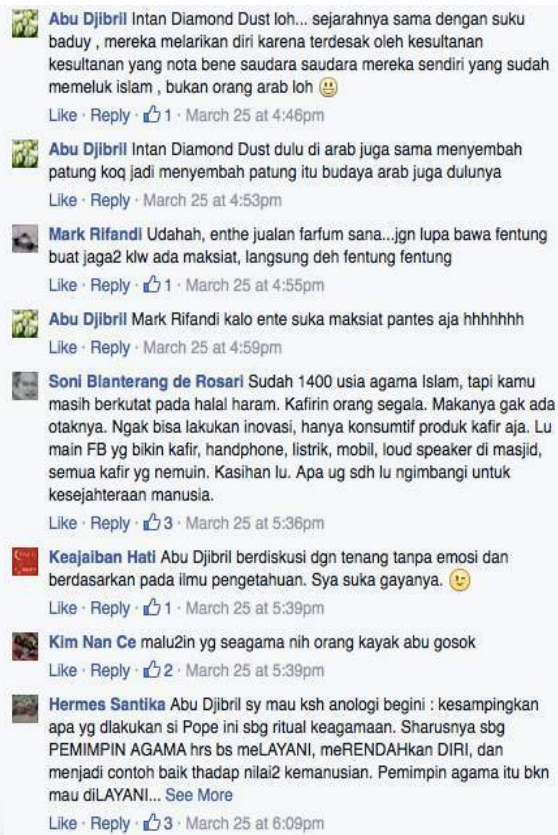 Abu Djibril Intan Diamond Dust loh... sejarahnya sama dengan suku
baduy , mereka melarikan diri karena terdesak oleh kesultanan
kesultanan yang nota bene saudara saudara mereka sendiri yang sudah
memeluk islam , bukan orang arab loh 😃
Like · Reply · 👍 1 · March 25 at 4:46pm
Abu Djibril Intan Diamond Dust dulu di arab juga sama menyembah
patung koq jadi menyembah patung itu budaya arab juga dulunya
Like · Reply · March 25 at 4:53pm
Mark Rifandi Udahah, enthe jualan farfum sana...jgn lupa bawa fentung
buat jaga2 klw ada maksiat, langsung deh fentung fentung
Like · Reply · 👍 1 · March 25 at 4:55pm
Abu Djibril Mark Rifandi kalo ente suka maksiat pantes aja hhhhhhh
Like · Reply · March 25 at 4:59pm
Soni Blanterang de Rosari Sudah 1400 usia agama Islam, tapi kamu
masih berkutat pada halal haram. Kafirin orang segala. Makanya gak ada
otaknya. Ngak bisa lakukan inovasi, hanya konsumtif produk kafir aja. Lu
main FB yg bikin kafir, handphone, listrik, mobil, loud speaker di masjid,
semua kafir yg nemuin. Kasihan lu. Apa ug sdh lu ngimbangi untuk
kesejahteraan manusia.
Like · Reply · 👍 3 · March 25 at 5:36pm
Keajaiban Hati Abu Djibril berdiskusi dgn tenang tanpa emosi dan
berdasarkan pada ilmu pengetahuan. Sya suka gayanya. 😉
Like · Reply · 👍 1 · March 25 at 5:39pm
Kim Nan Ce malu2in yg seagama nih orang kayak abu gosok
Like · Reply · 👍 2 · March 25 at 5:39pm
Hermes Santika Abu Djibril sy mau ksh anologi begini : kesampingkan
apa yg dlakukan si Pope ini sbg ritual keagamaan. Sharusnya sbg
PEMIMPIN AGAMA hrs bs meLAYANI, meRENDAHkan DIRI, dan
menjadi contoh baik thadap nilai2 kemanusian. Pemimpin agama itu bkn
mau diLAYANI... See More
Like · Reply · 👍 3 · March 25 at 6:09pm